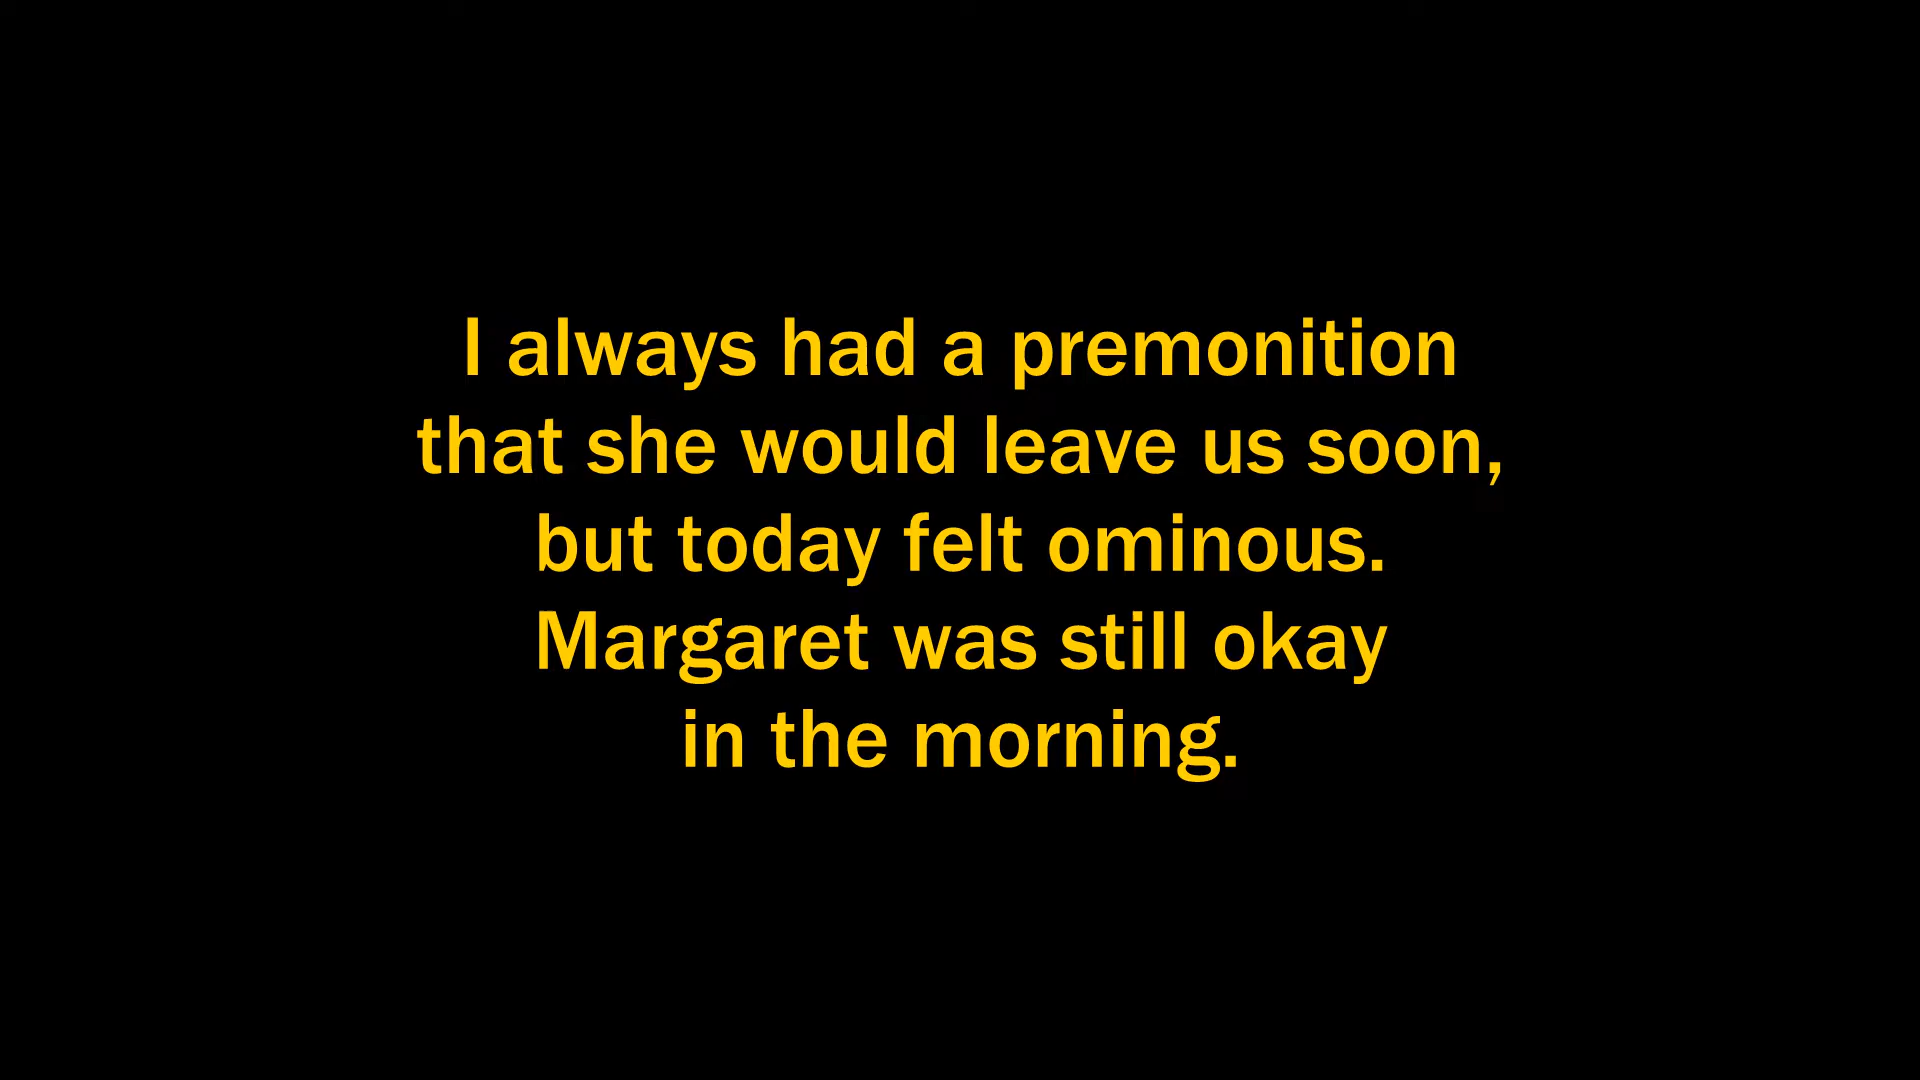 I always had a premonition
that she would leave us soon,
but today felt ominous.
Margaret was still okay
in the morning.